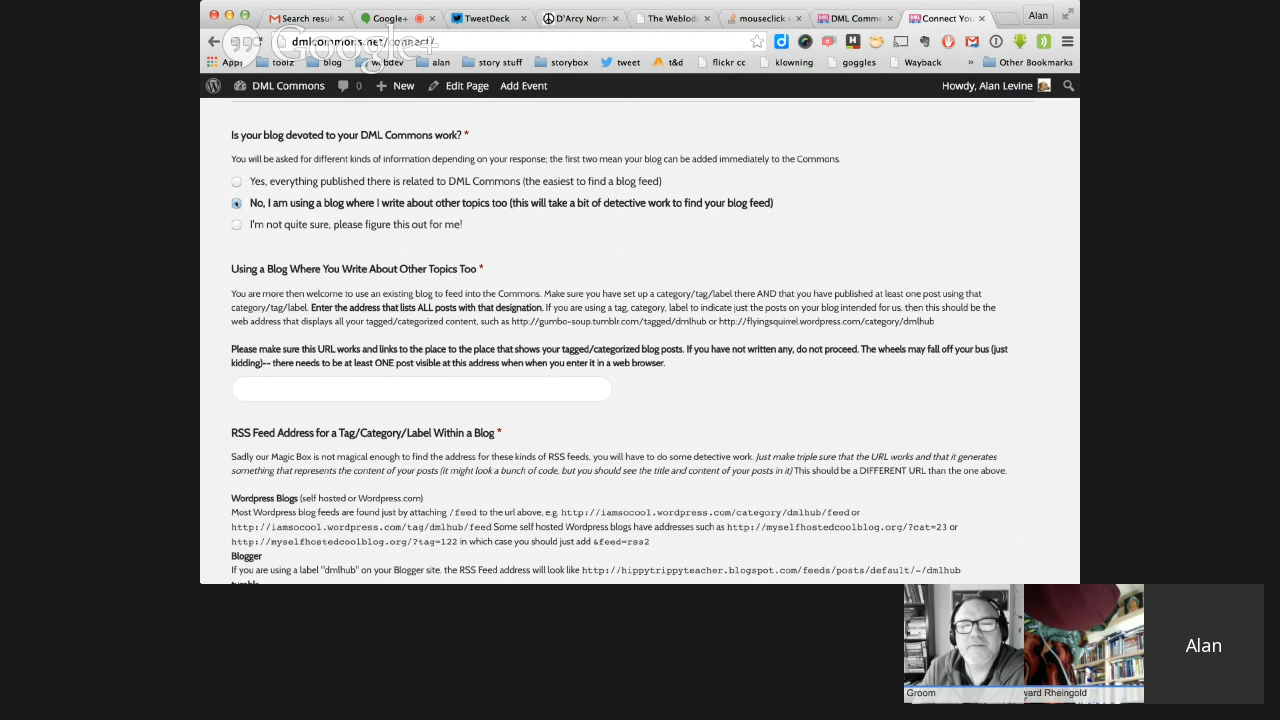 Search resul
Google+
TweetDeck
D'Arcy Norm
The Weblod
mouseclick e
DML Comm
Connect You
Alan
Google+
dmlcommons.net/connect/
Apps
toolz
blog
webdev
alan
story stuff
storybox
tweet
t&d
flickr cc
klowning
goggles
Wayback
»
Other Bookmarks
DML Commons
0
New
Edit Page
Add Event
Howdy, Alan Levine
Is your blog devoted to your DML Commons work? *
You will be asked for different kinds of information depending on your response; the first two mean your blog can be added immediately to the Commons.
Yes, everything published there is related to DML Commons (the easiest to find a blog feed)
No, I am using a blog where I write about other topics too (this will take a bit of detective work to find your blog feed)
I'm not quite sure, please figure this out for me!
Using a Blog Where You Write About Other Topics Too *
You are more then welcome to use an existing blog to feed into the Commons. Make sure you have set up a category/tag/label there AND that you have published at least one post using that
category/tag/label. Enter the address that lists ALL posts with that designation. If you are using a tag, category, label to indicate just the posts on your blog intended for us, then this should be the
web address that displays all your tagged/categorized content, such as http://gumbo-soup.tumblr.com/tagged/dmlhub or http://flyingsquirrel.wordpress.com/category/dmlhub
Please make sure this URL works and links to the place to the place that shows your tagged/categorized blog posts. If you have not written any, do not proceed. The wheels may fall off your bus (just
kidding)-- there needs to be at least ONE post visible at this address when when you enter it in a web browser.
RSS Feed Address for a Tag/Category/Label Within a Blog *
Sadly our Magic Box is not magical enough to find the address for these kinds of RSS feeds, you will have to do some detective work. Just make triple sure that the URL works and that it generates
something that represents the content of your posts (it might look a bunch of code, but you should see the title and content of your posts in it) This should be a DIFFERENT URL than the one above.
Wordpress Blogs (self hosted or Wordpress.com)
Most Wordpress blog feeds are found just by attaching /feed to the url above, e.g. http://iamsocool.wordpress.com/category/dmlhub/feed or
http://iamsocool.wordpress.com/tag/dmlhub/feed Some self hosted Wordpress blogs have addresses such as http://myselfhostedcoolblog.org/?cat=23 or
http://myselfhostedcoolblog.org/?tag=122 in which case you should just add &feed=rss2
Blogger
If you are using a label "dmlhub" on your Blogger site, the RSS Feed address will look like http://hippytrippyteacher.blogspot.com/feeds/posts/default/-/dmlhub
Groom
vard Rheingold
Alan